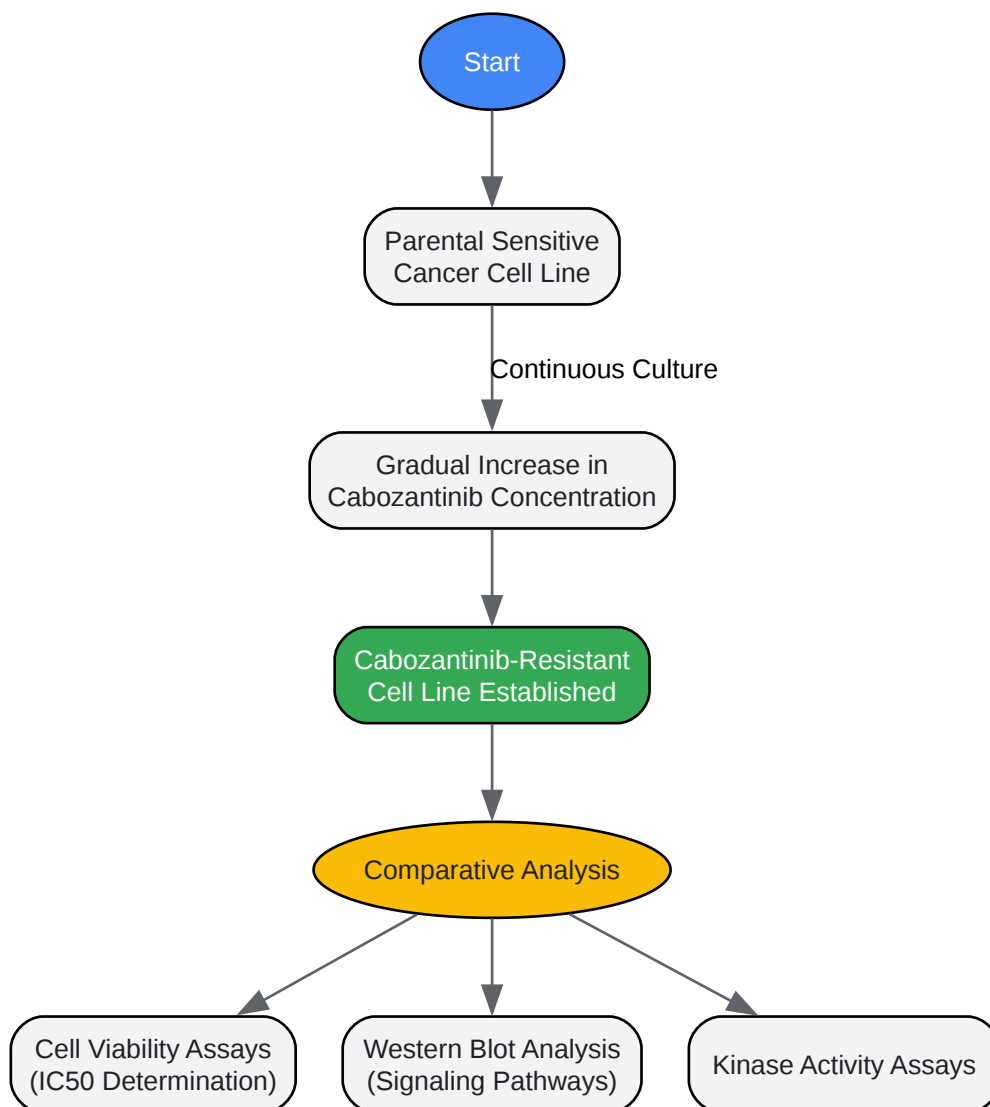 Start
Parental Sensitive
Cancer Cell Line
Continuous Culture
Gradual Increase in
Cabozantinib Concentration
Cabozantinib-Resistant
Cell Line Established
Comparative Analysis
Cell Viability Assays
(IC50 Determination)
Western Blot Analysis
(Signaling Pathways)
Kinase Activity Assays